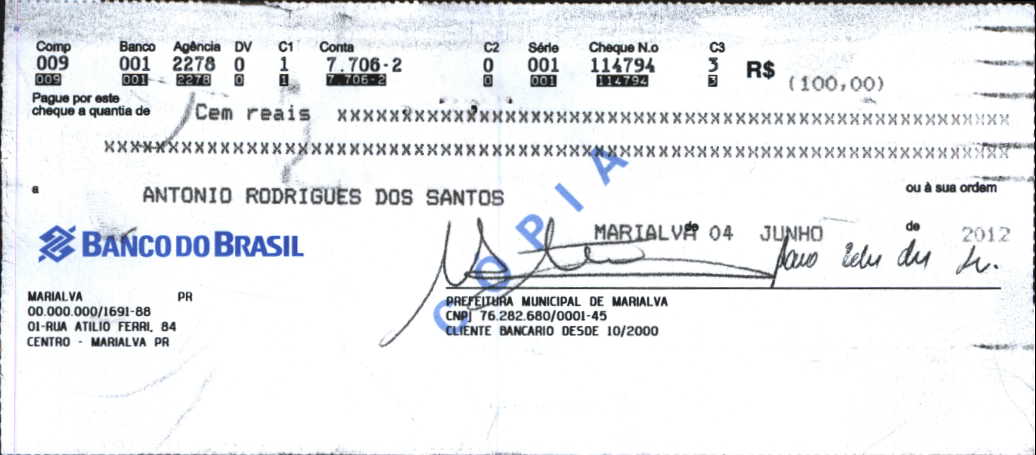 Comp Banco Agência DV C1 Conta C2 Série Cheque N.o C3
009 001 2278 0 1 7.706-2 0 001 114794 3 R$ (100,00)
009 001 2278 0 1 7.706-2 0 001 114794 3
Pague por este
cheque a quantia de Cem reais xxxxxxxxxxxxxxxxxxxxxxxxxxxxxxxxxxxxxxxxxxxxxxxxxxxxxxxxxxxxxxx
xxxxxxxxxxxxxxxxxxxxxxxxxxxxxxxxxxxxxxxxxxxxxxxxxxxxxxxxxxxxxxxxxxxxxxxxxxxxxxxxxxxxx
a ANTONIO RODRIGUES DOS SANTOS ou à sua ordem
MARIALVA de 04 JUNHO de 2012
BANCO DO BRASIL
COPIA
MARIALVA PR
00.000.000/1691-88
01-RUA ATILIO FERRI, 84
CENTRO - MARIALVA PR
PREFEITURA MUNICIPAL DE MARIALVA
CNPJ 76.282.680/0001-45
CLIENTE BANCARIO DESDE 10/2000